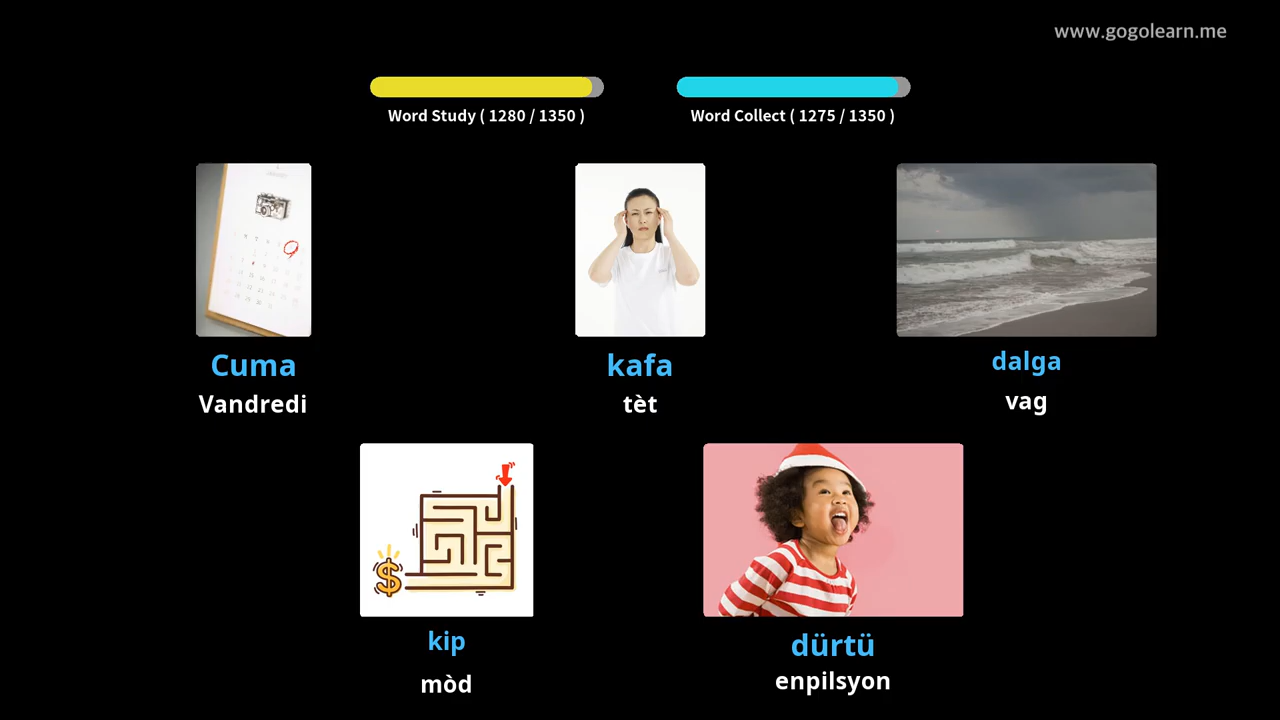 www.gogolearn.me
Word Study ( 1280 / 1350 )
Word Collect ( 1275 / 1350 )
Cuma
Vandredi
kafa
tèt
dalga
vag
kip
mòd
dürtü
enpilsyon